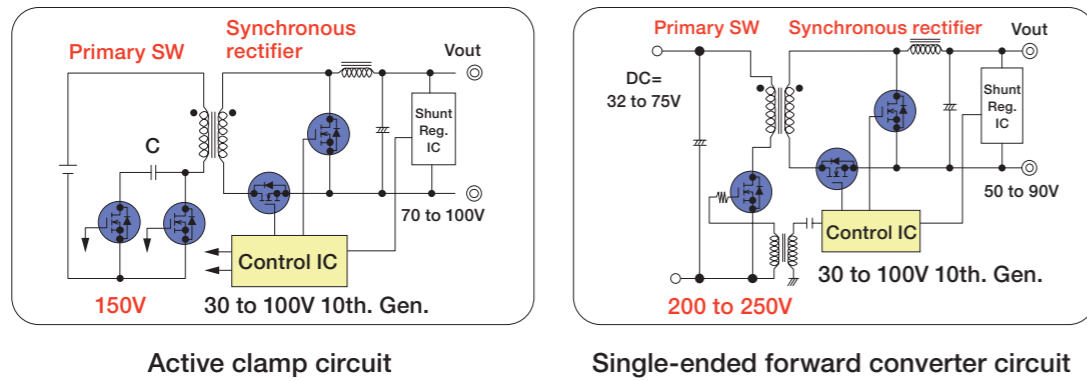 Primary SW
Synchronous
rectifier
Vout
C
Shunt
Reg.
IC
70 to 100V
Control IC
150V
30 to 100V 10th. Gen.
Active clamp circuit
Primary SW
Synchronous rectifier
Vout
DC=
32 to 75V
Shunt
Reg.
IC
50 to 90V
Control IC
30 to 100V 10th. Gen.
200 to 250V
Single-ended forward converter circuit